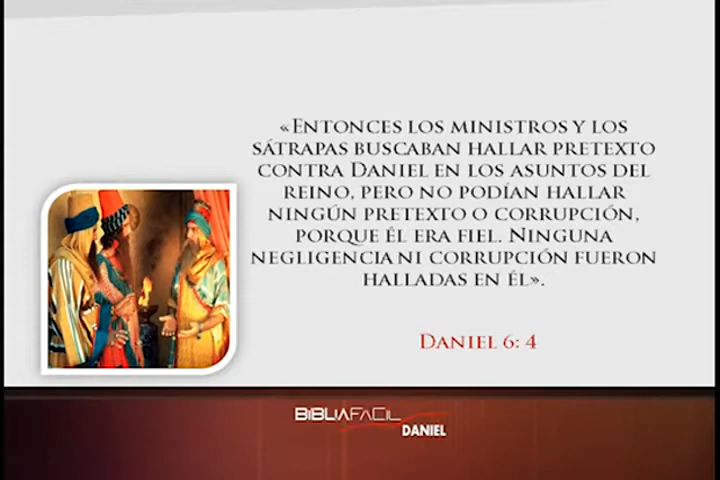 «Entonces los ministros y los
sátrapas buscaban hallar pretexto
contra Daniel en los asuntos del
reino, pero no podían hallar
ningún pretexto o corrupción,
porque él era fiel. Ninguna
negligencia ni corrupción fueron
halladas en él».
Daniel 6: 4
BIBLIAFACIL
DANIEL